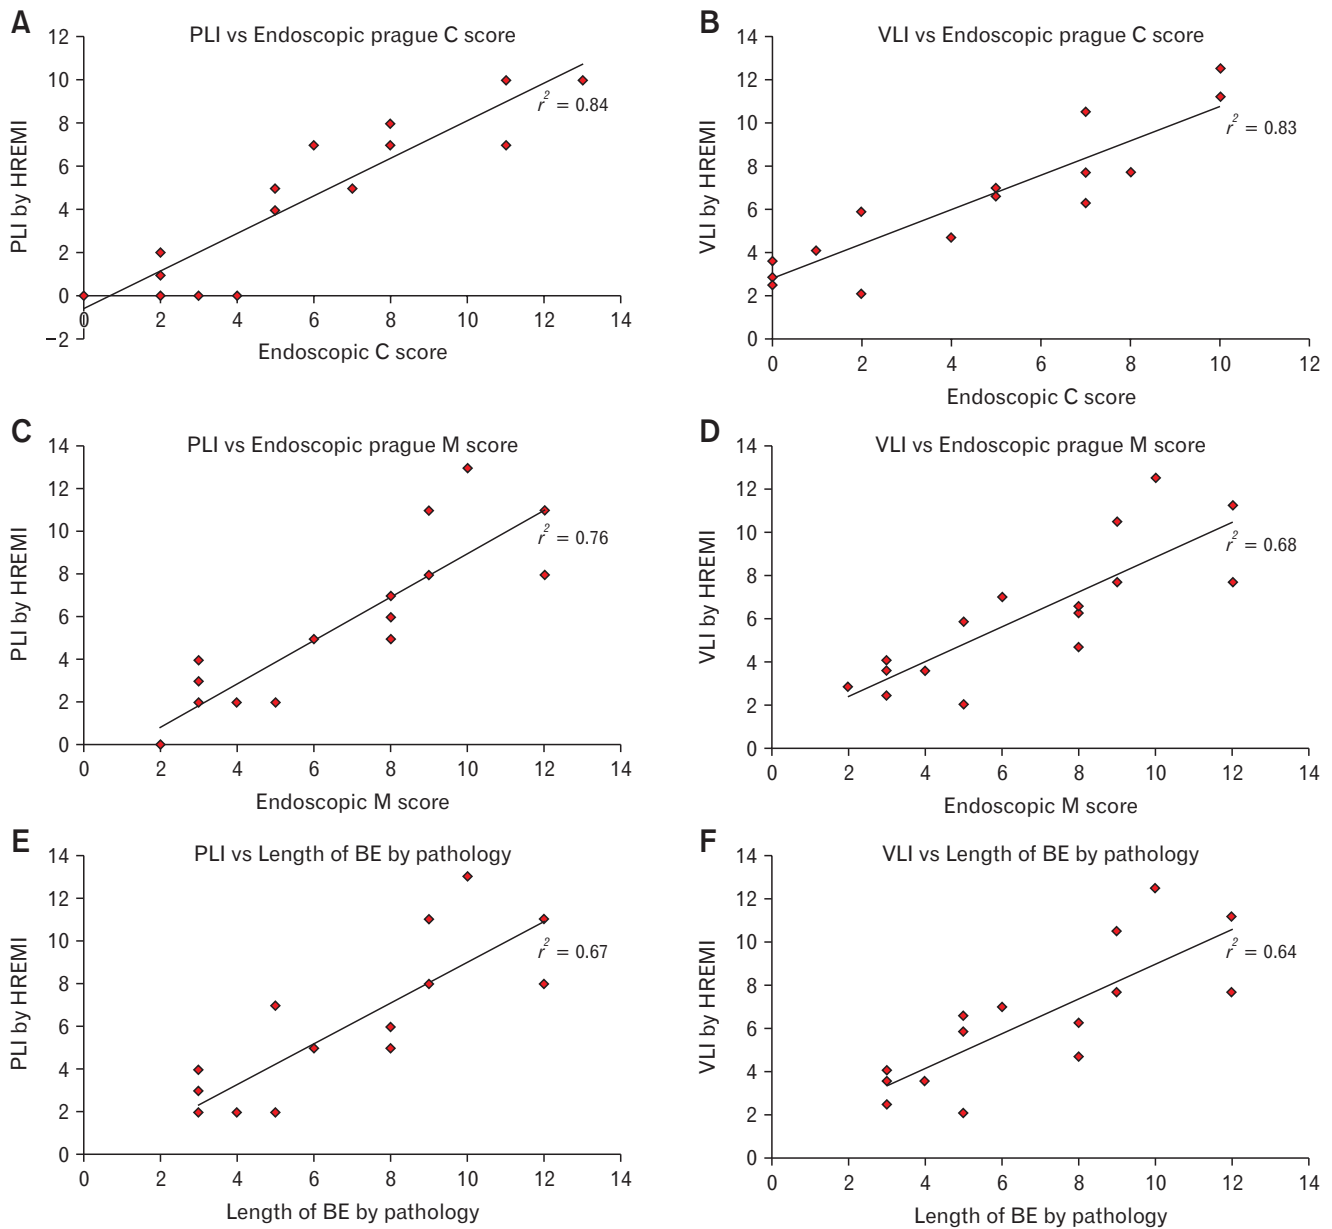 A
PLI vs Endoscopic prague C score
12
10
8
6
4
2
0
−2
PLI by HREMI
r² = 0.84
0 2 4 6 8 10 12 14
Endoscopic C score
B
VLI vs Endoscopic prague C score
14
12
10
8
6
4
2
0
VLI by HREMI
r² = 0.83
0 2 4 6 8 10 12
Endoscopic C score
C
PLI vs Endoscopic prague M score
14
12
10
8
6
4
2
0
PLI by HREMI
r² = 0.76
0 2 4 6 8 10 12 14
Endoscopic M score
D
VLI vs Endoscopic prague M score
14
12
10
8
6
4
2
0
VLI by HREMI
r² = 0.68
0 2 4 6 8 10 12 14
Endoscopic M score
E
PLI vs Length of BE by pathology
14
12
10
8
6
4
2
0
PLI by HREMI
r² = 0.67
0 2 4 6 8 10 12 14
Length of BE by pathology
F
VLI vs Length of BE by pathology
14
12
10
8
6
4
2
0
VLI by HREMI
r² = 0.64
0 2 4 6 8 10 12 14
Length of BE by pathology